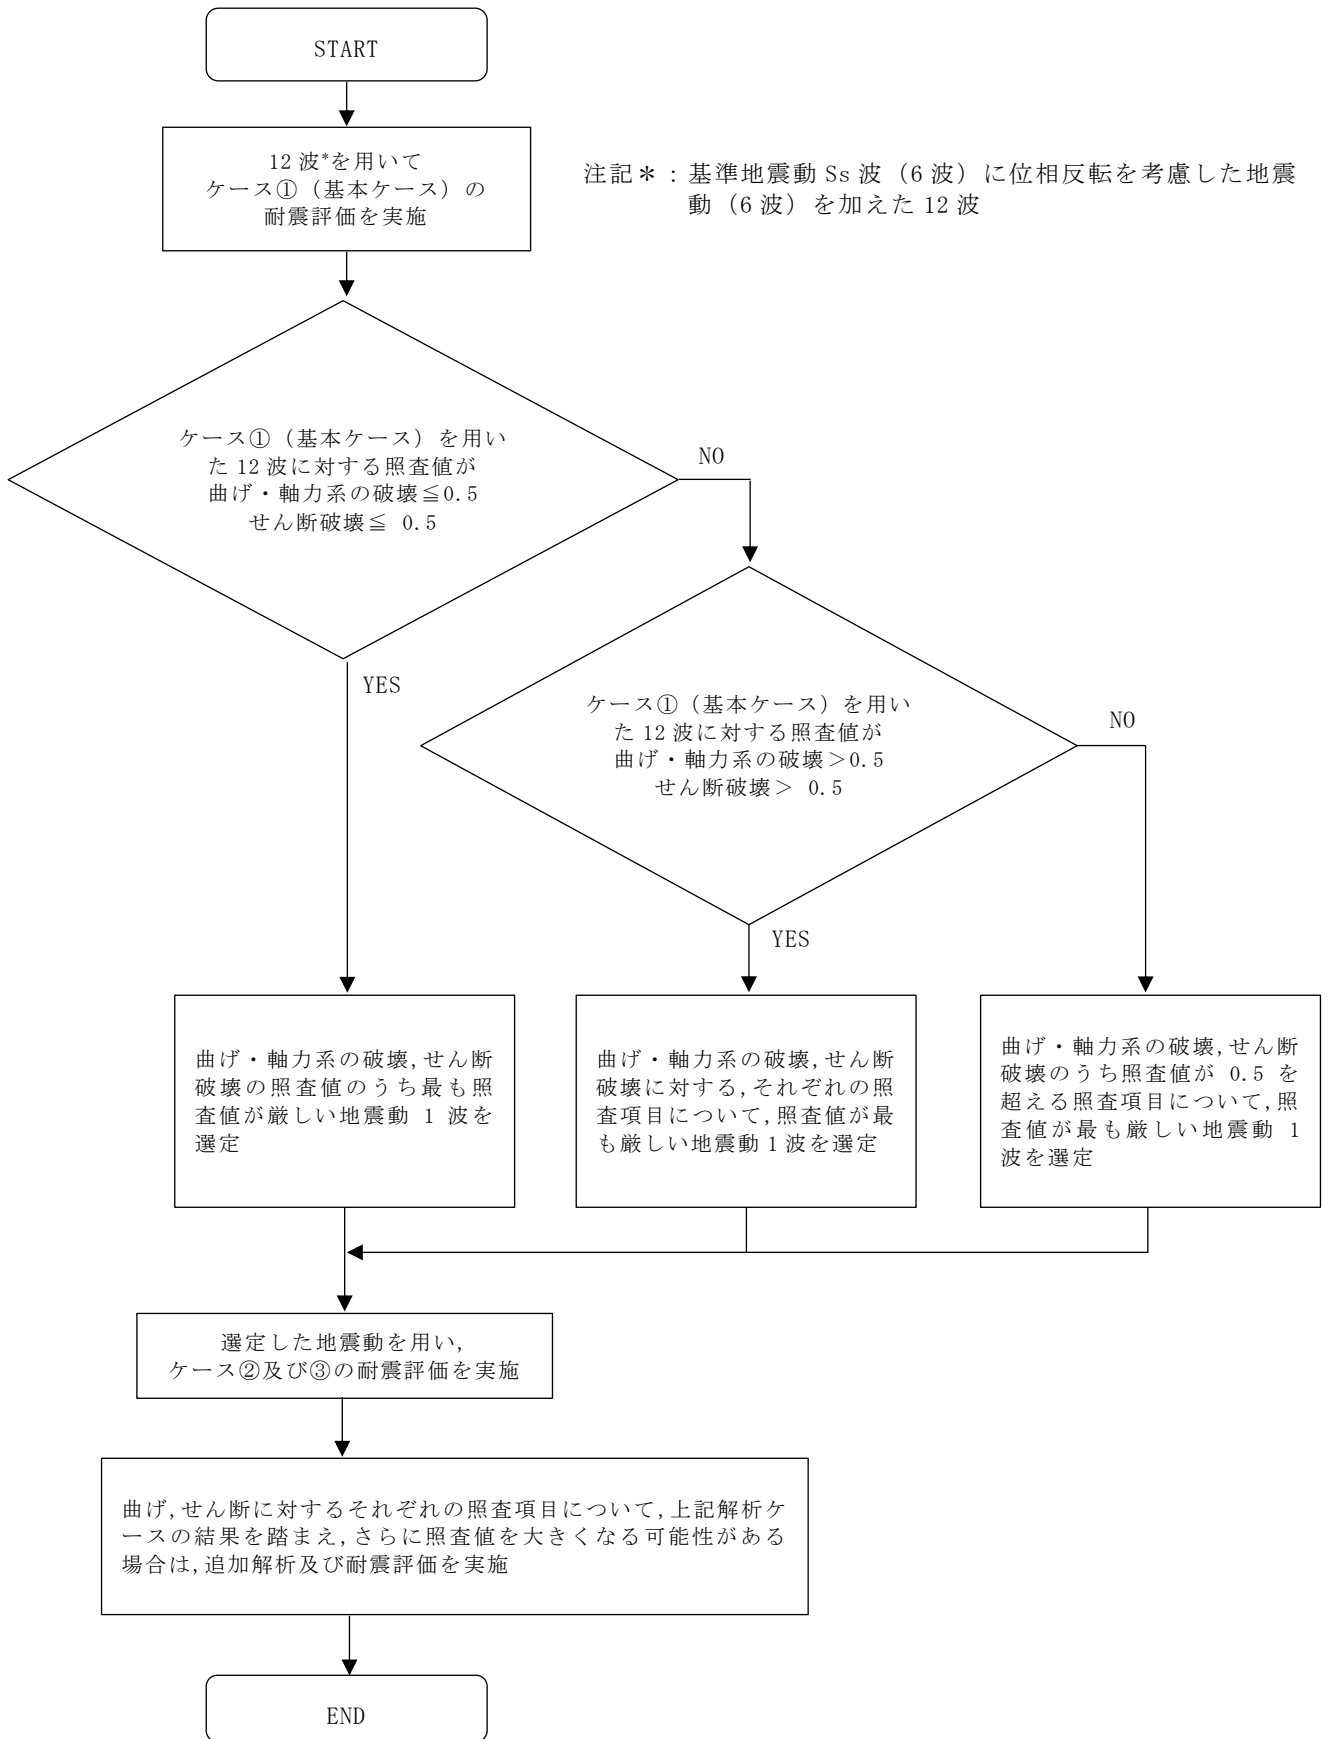 START
12 波*を用いて
ケース①（基本ケース）の
耐震評価を実施
注記＊：基準地震動 Ss 波（6 波）に位相反転を考慮した地震
動（6 波）を加えた 12 波
ケース①（基本ケース）を用い
た 12 波に対する照査値が
曲げ・軸力系の破壊≦0.5
せん断破壊≦ 0.5
NO
YES
ケース①（基本ケース）を用い
た 12 波に対する照査値が
曲げ・軸力系の破壊＞0.5
せん断破壊＞ 0.5
NO
YES
曲げ・軸力系の破壊,せん断
破壊の照査値のうち最も照
査値が厳しい地震動 1 波を
選定
曲げ・軸力系の破壊,せん断
破壊に対する,それぞれの照
査項目について,照査値が最
も厳しい地震動 1 波を選定
曲げ・軸力系の破壊,せん断
破壊のうち照査値が 0.5 を
超える照査項目について,照
査値が最も厳しい地震動 1
波を選定
選定した地震動を用い,
ケース②及び③の耐震評価を実施
曲げ,せん断に対するそれぞれの照査項目について,上記解析ケ
ースの結果を踏まえ,さらに照査値を大きくなる可能性がある
場合は,追加解析及び耐震評価を実施
END